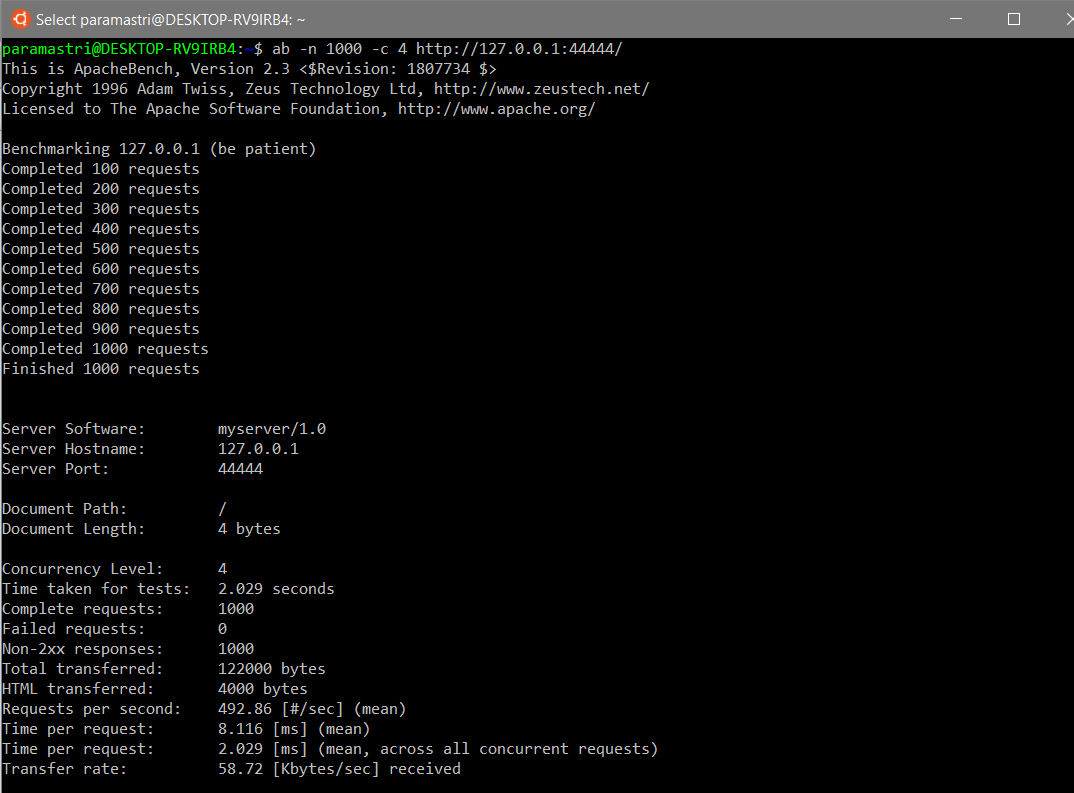 Select paramastri@DESKTOP-RV9IRB4: ~
paramastri@DESKTOP-RV9IRB4:~$ ab -n 1000 -c 4 http://127.0.0.1:44444/
This is ApacheBench, Version 2.3 <$Revision: 1807734 $>
Copyright 1996 Adam Twiss, Zeus Technology Ltd, http://www.zeustech.net/
Licensed to The Apache Software Foundation, http://www.apache.org/

Benchmarking 127.0.0.1 (be patient)
Completed 100 requests
Completed 200 requests
Completed 300 requests
Completed 400 requests
Completed 500 requests
Completed 600 requests
Completed 700 requests
Completed 800 requests
Completed 900 requests
Completed 1000 requests
Finished 1000 requests


Server Software:        myserver/1.0
Server Hostname:        127.0.0.1
Server Port:            44444

Document Path:          /
Document Length:        4 bytes

Concurrency Level:      4
Time taken for tests:   2.029 seconds
Complete requests:      1000
Failed requests:        0
Non-2xx responses:      1000
Total transferred:      122000 bytes
HTML transferred:       4000 bytes
Requests per second:    492.86 [#/sec] (mean)
Time per request:       8.116 [ms] (mean)
Time per request:       2.029 [ms] (mean, across all concurrent requests)
Transfer rate:          58.72 [Kbytes/sec] received